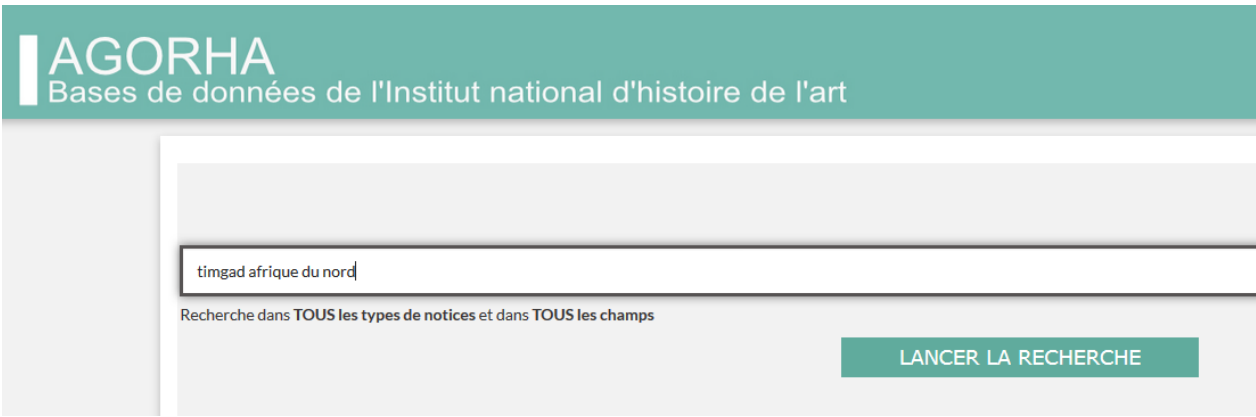 AGORHA
Bases de données de l'Institut national d'histoire de l'art
timgad afrique du nord
Recherche dans TOUS les types de notices et dans TOUS les champs
LANCER LA RECHERCHE